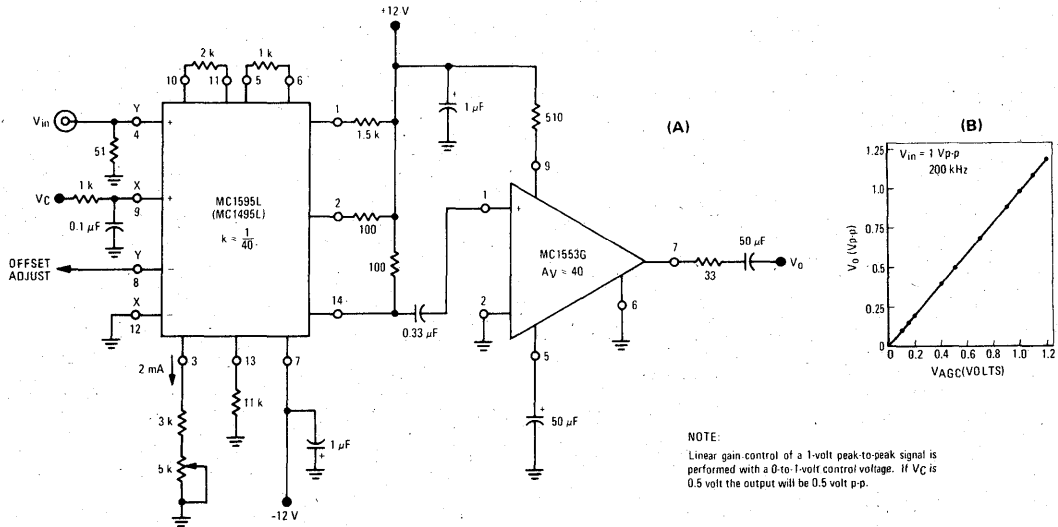 +12 V
2 k
1 k
10
11
5
6
Vin
Y
4
+
51
1
1.5 k
+
1 µF
510
(A)
(B)
Vin = 1 Vp-p
200 kHz
1.25
1.0
0.75
0.5
0.25
0
Vo (Vp-p)
0
0.2
0.4
0.6
0.8
1.0
1.2
VAGC(VOLTS)
1 k
VC
X
9
+
0.1 µF
MC1595L
(MC1495L)
k = 1/40
2
100
100
9
1
+
MC1553G
AV = 40
7
33
50 µF
Vo
OFFSET
ADJUST
Y
8
–
X
12
–
14
0.33 µF
2
–
6
5
2 mA
3
13
7
3 k
11 k
5 k
1 µF
+
-12 V
+
50 µF
NOTE:
Linear gain-control of a 1-volt peak-to-peak signal is
performed with a 0-to-1-volt control voltage. If VC is
0.5 volt the output will be 0.5 volt p-p.